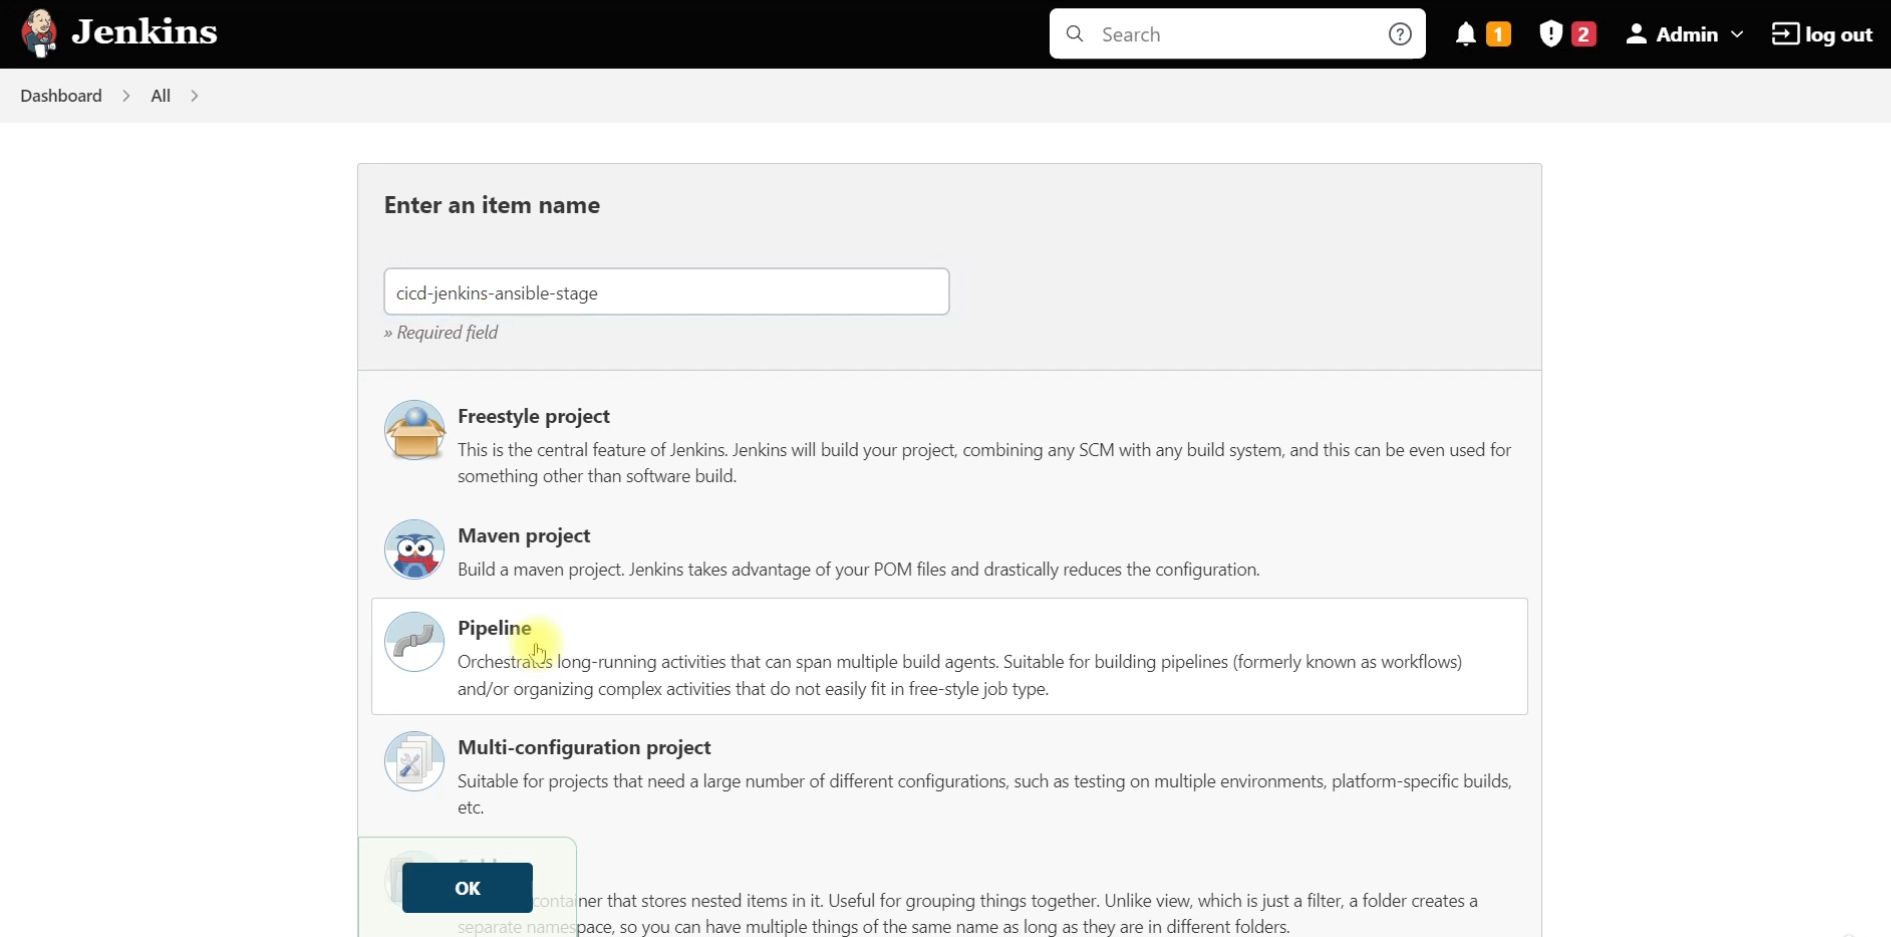 Jenkins
Search
1
2
Admin
log out
Dashboard
All
Enter an item name
cicd-jenkins-ansible-stage
» Required field
Freestyle project
This is the central feature of Jenkins. Jenkins will build your project, combining any SCM with any build system, and this can be even used for
something other than software build.
Maven project
Build a maven project. Jenkins takes advantage of your POM files and drastically reduces the configuration.
Pipeline
Orchestrates long-running activities that can span multiple build agents. Suitable for building pipelines (formerly known as workflows)
and/or organizing complex activities that do not easily fit in free-style job type.
Multi-configuration project
Suitable for projects that need a large number of different configurations, such as testing on multiple environments, platform-specific builds,
etc.
OK
container that stores nested items in it. Useful for grouping things together. Unlike view, which is just a filter, a folder creates a
separate namespace, so you can have multiple things of the same name as long as they are in different folders.